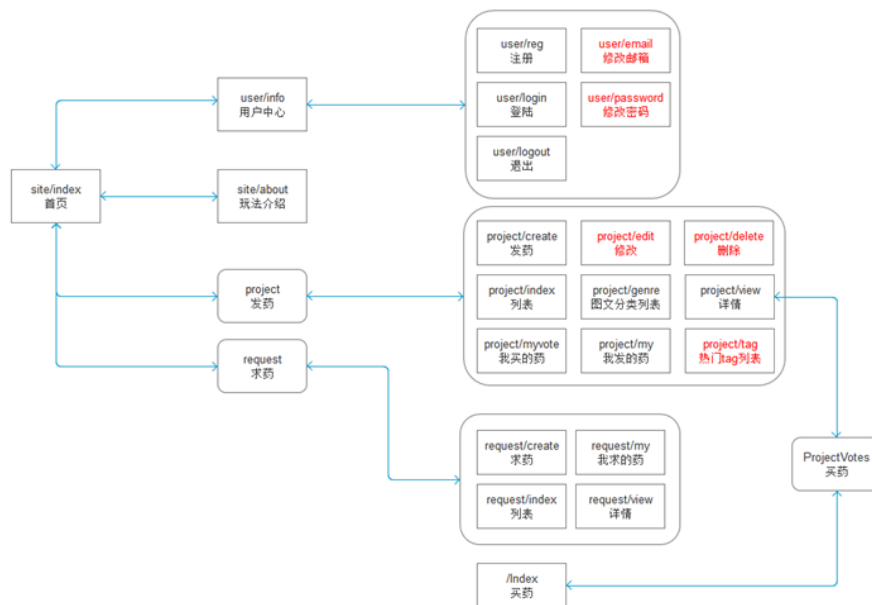 user/reg
注册
user/email
修改邮箱
user/info
用户中心
user/login
登陆
user/password
修改密码
user/logout
退出
site/index
首页
site/about
玩法介绍
project/create
发药
project/edit
修改
project/delete
删除
project
发药
project/index
列表
project/genre
图文分类列表
project/view
详情
project/myvote
我买的药
project/my
我发的药
project/tag
热门tag列表
request
求药
request/create
求药
request/my
我求的药
ProjectVotes
买药
request/index
列表
request/view
详情
/Index
买药